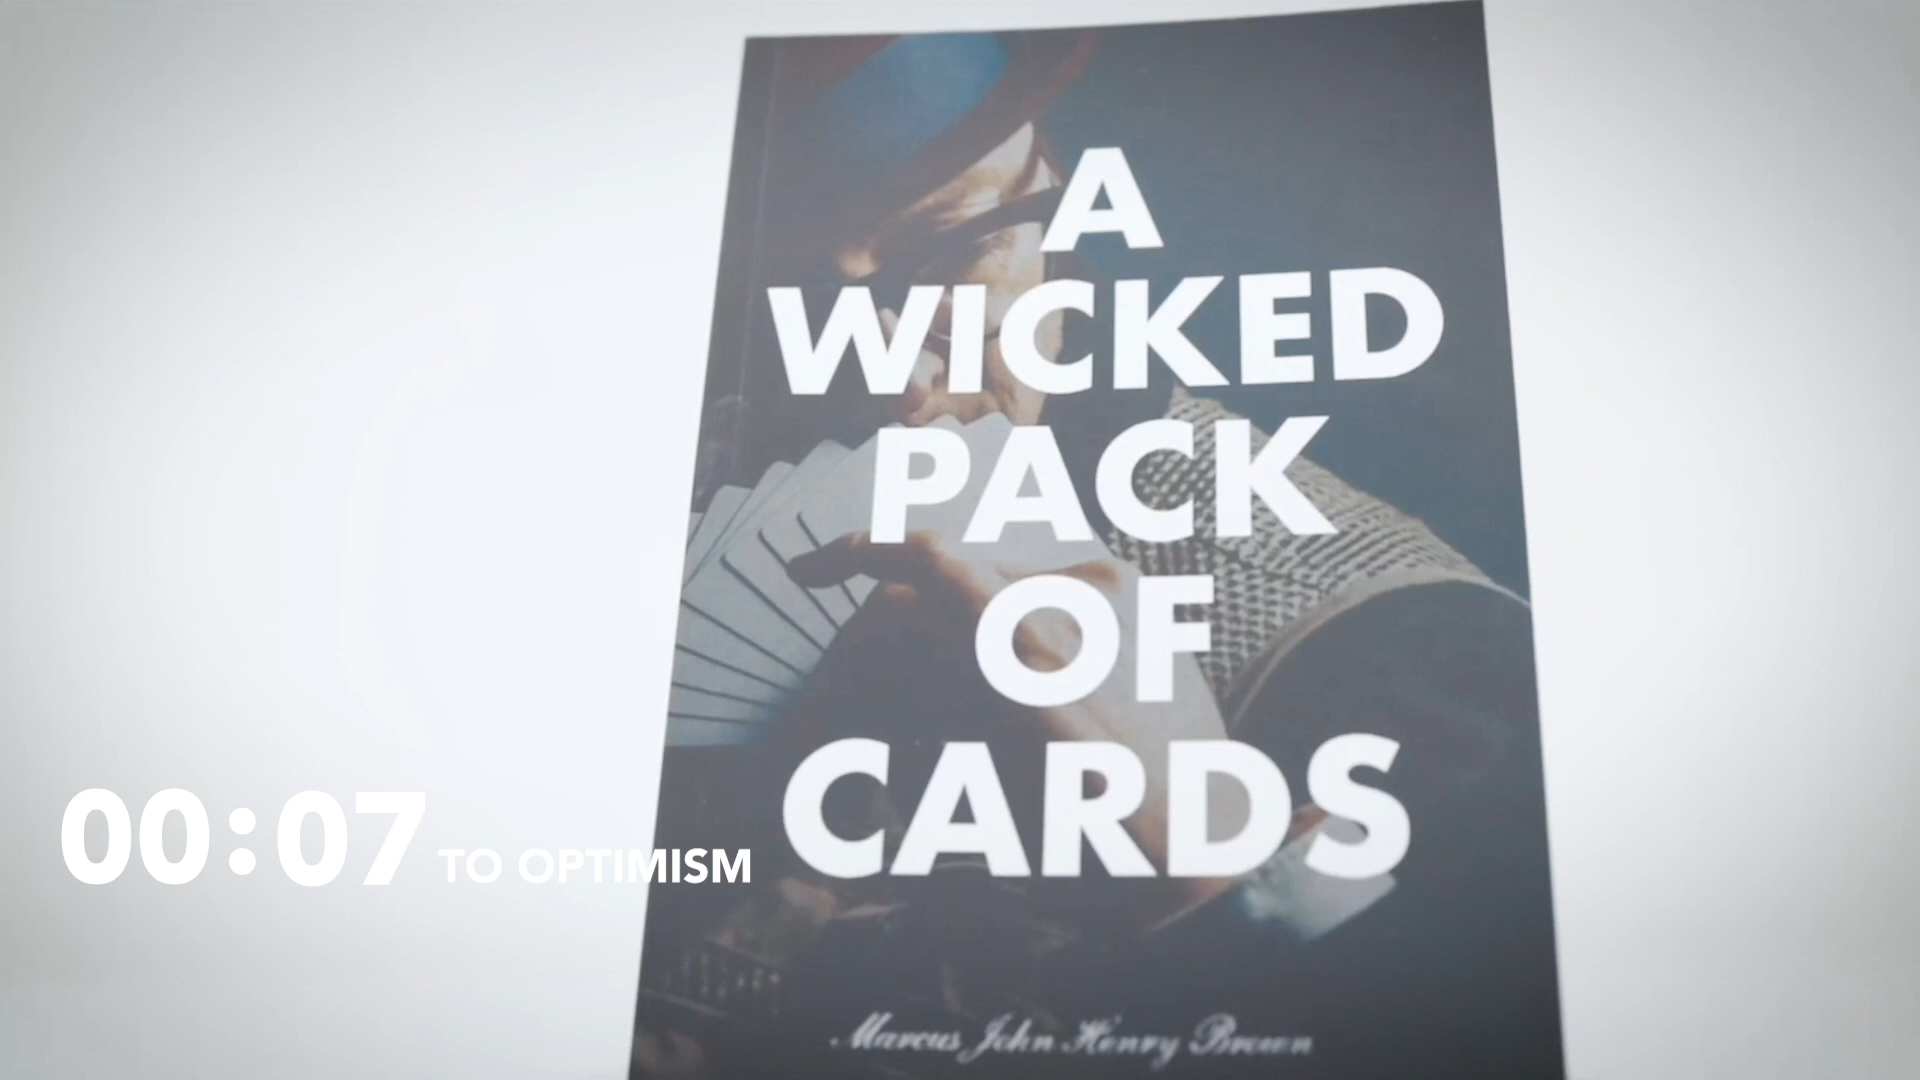 A
WICKED
PACK
OF
CARDS
Marcus John Henry Brown
00:07 TO OPTIMISM